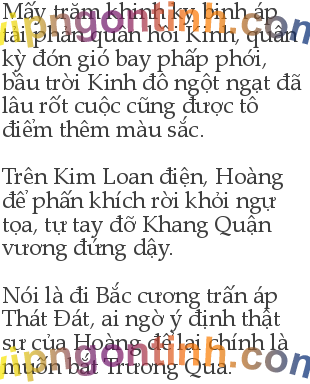 Mấy trăm khinh kỵ binh áp
tải phản quân hồi Kinh, quân
kỳ đón gió bay phấp phới,
bầu trời Kinh đô ngột ngạt đã
lâu rốt cuộc cũng được tô
điểm thêm màu sắc.
Trên Kim Loan điện, Hoàng
để phấn khích rời khỏi ngự
tọa, tự tay đỡ Khang Quận
vương đứng dậy.
Nói là đi Bắc cương trấn áp
Thát Đát, ai ngờ ý định thật
sự của Hoàng để lại chính là
muốn bắt Trương Qua.
vipngontinh.com
vipngontinh.com